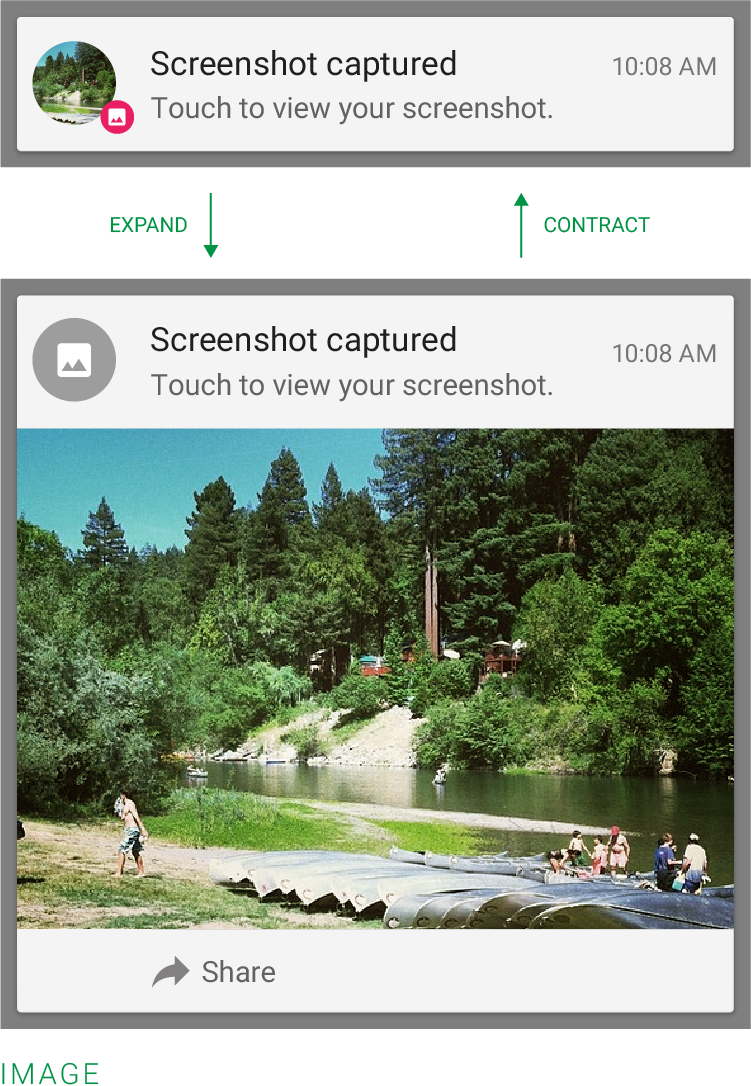 Screenshot captured
10:08 AM
Touch to view your screenshot.
EXPAND
CONTRACT
Screenshot captured
10:08 AM
Touch to view your screenshot.
Share
IMAGE